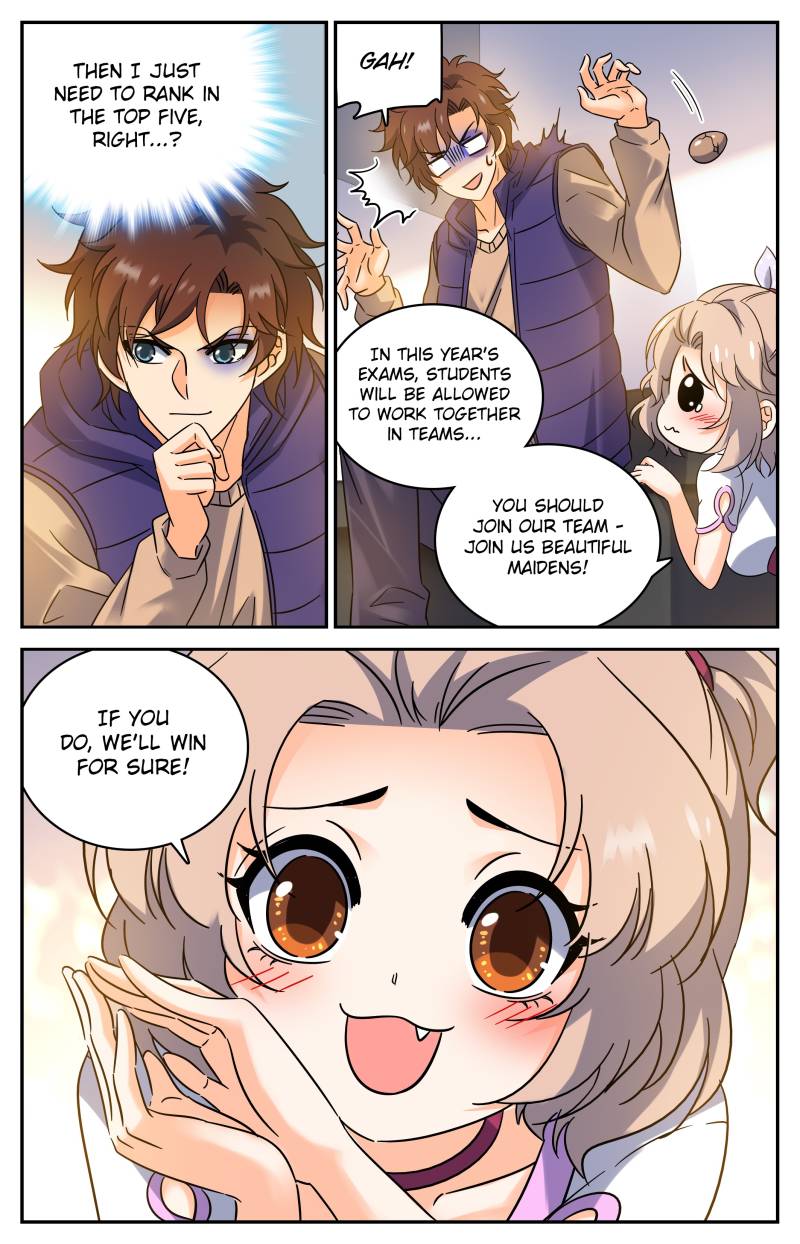 THEN I JUST
NEED TO RANK IN
THE TOP FIVE,
RIGHT...?
GAH!
IN THIS YEAR'S
EXAMS, STUDENTS
WILL BE ALLOWED
TO WORK TOGETHER
IN TEAMS...
YOU SHOULD
JOIN OUR TEAM -
JOIN US BEAUTIFUL
MAIDENS!
IF YOU
DO, WE'LL WIN
FOR SURE!